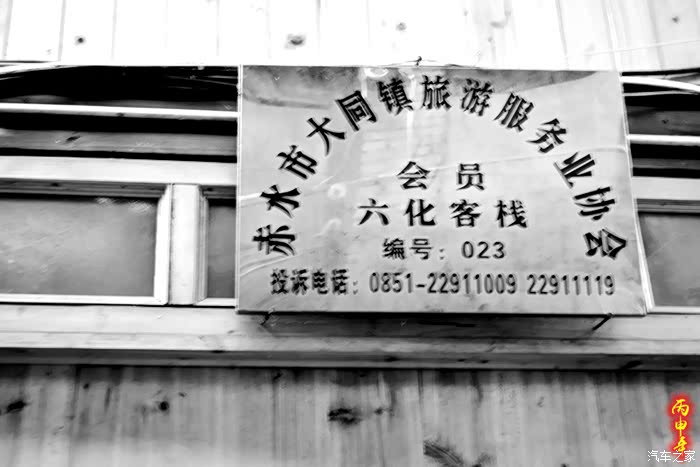 赤水市大同镇旅游服务业协会
会员
六化客栈
编号：023
投诉电话：0851-22911009 22911119
丙申年
汽车之家